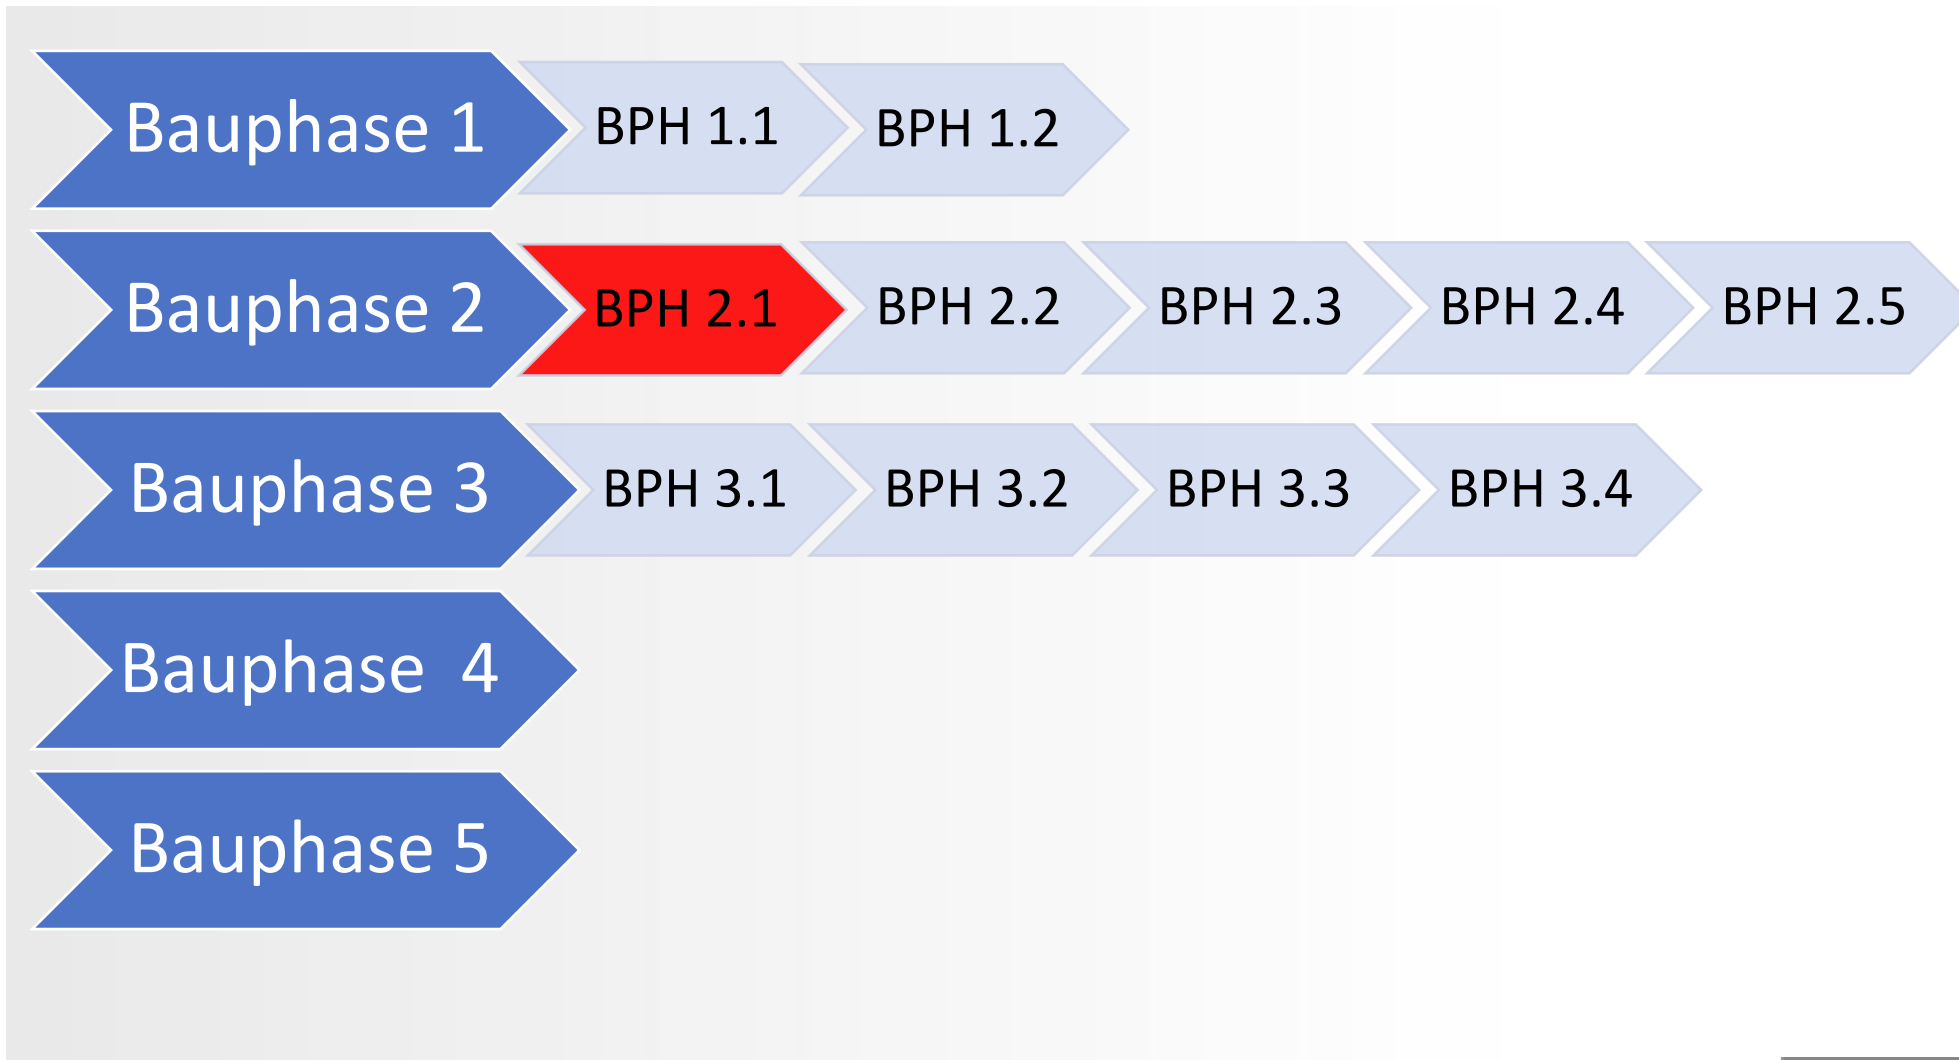 Bauphase 1 BPH 1.1 BPH 1.2
Bauphase 2 BPH 2.1 BPH 2.2 BPH 2.3 BPH 2.4 BPH 2.5
Bauphase 3 BPH 3.1 BPH 3.2 BPH 3.3 BPH 3.4
Bauphase  4
Bauphase 5